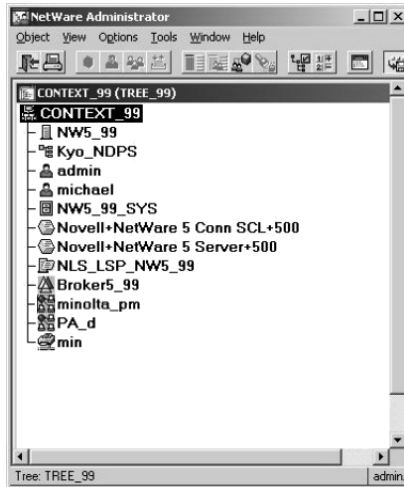 NetWare Administrator
Object View Options Tools Window Help
CONTEXT_99 (TREE_99)
CONTEXT_99
NW5_99
Kyo_NDPS
admin
michael
NW5_99_SYS
Novell+NetWare 5 Conn SCL+500
Novell+NetWare 5 Server+500
NLS_LSP_NW5_99
Broker5_99
minolta_pm
PA_d
min
Tree: TREE_99 admin.